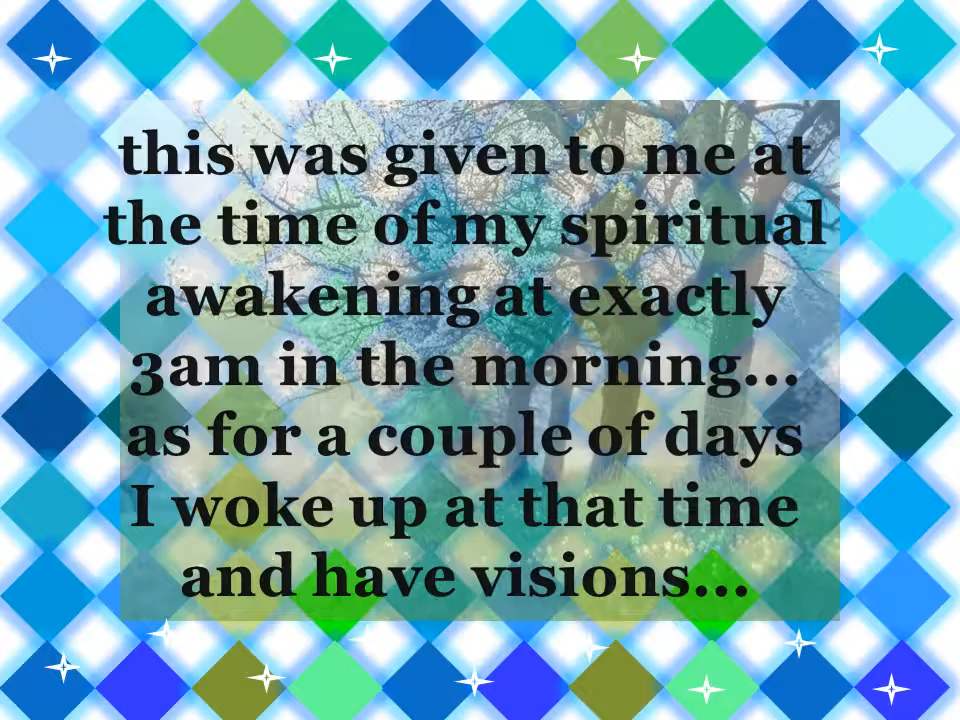 this was given to me at
the time of my spiritual
awakening at exactly
3am in the morning...
as for a couple of days
I woke up at that time
and have visions...